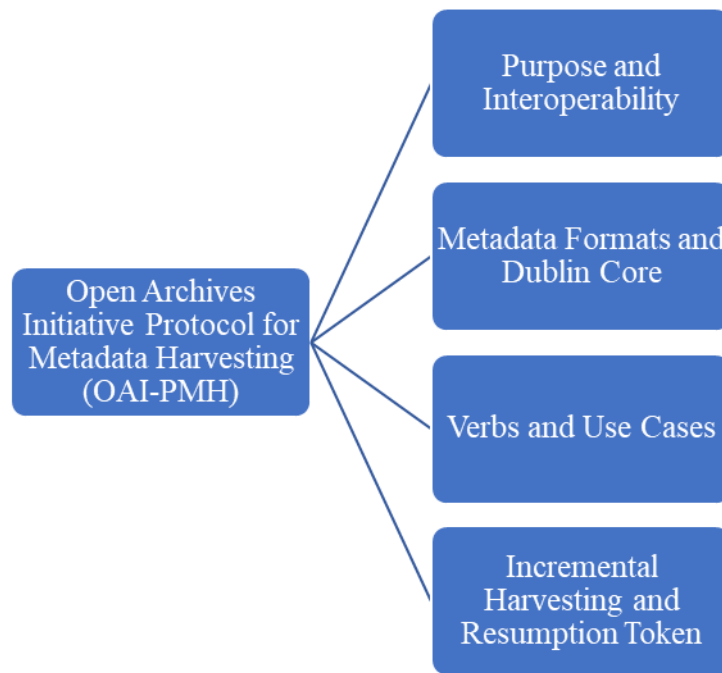 Open Archives
Initiative Protocol for
Metadata Harvesting
(OAI-PMH)
Purpose and
Interoperability
Metadata Formats and
Dublin Core
Verbs and Use Cases
Incremental
Harvesting and
Resumption Token